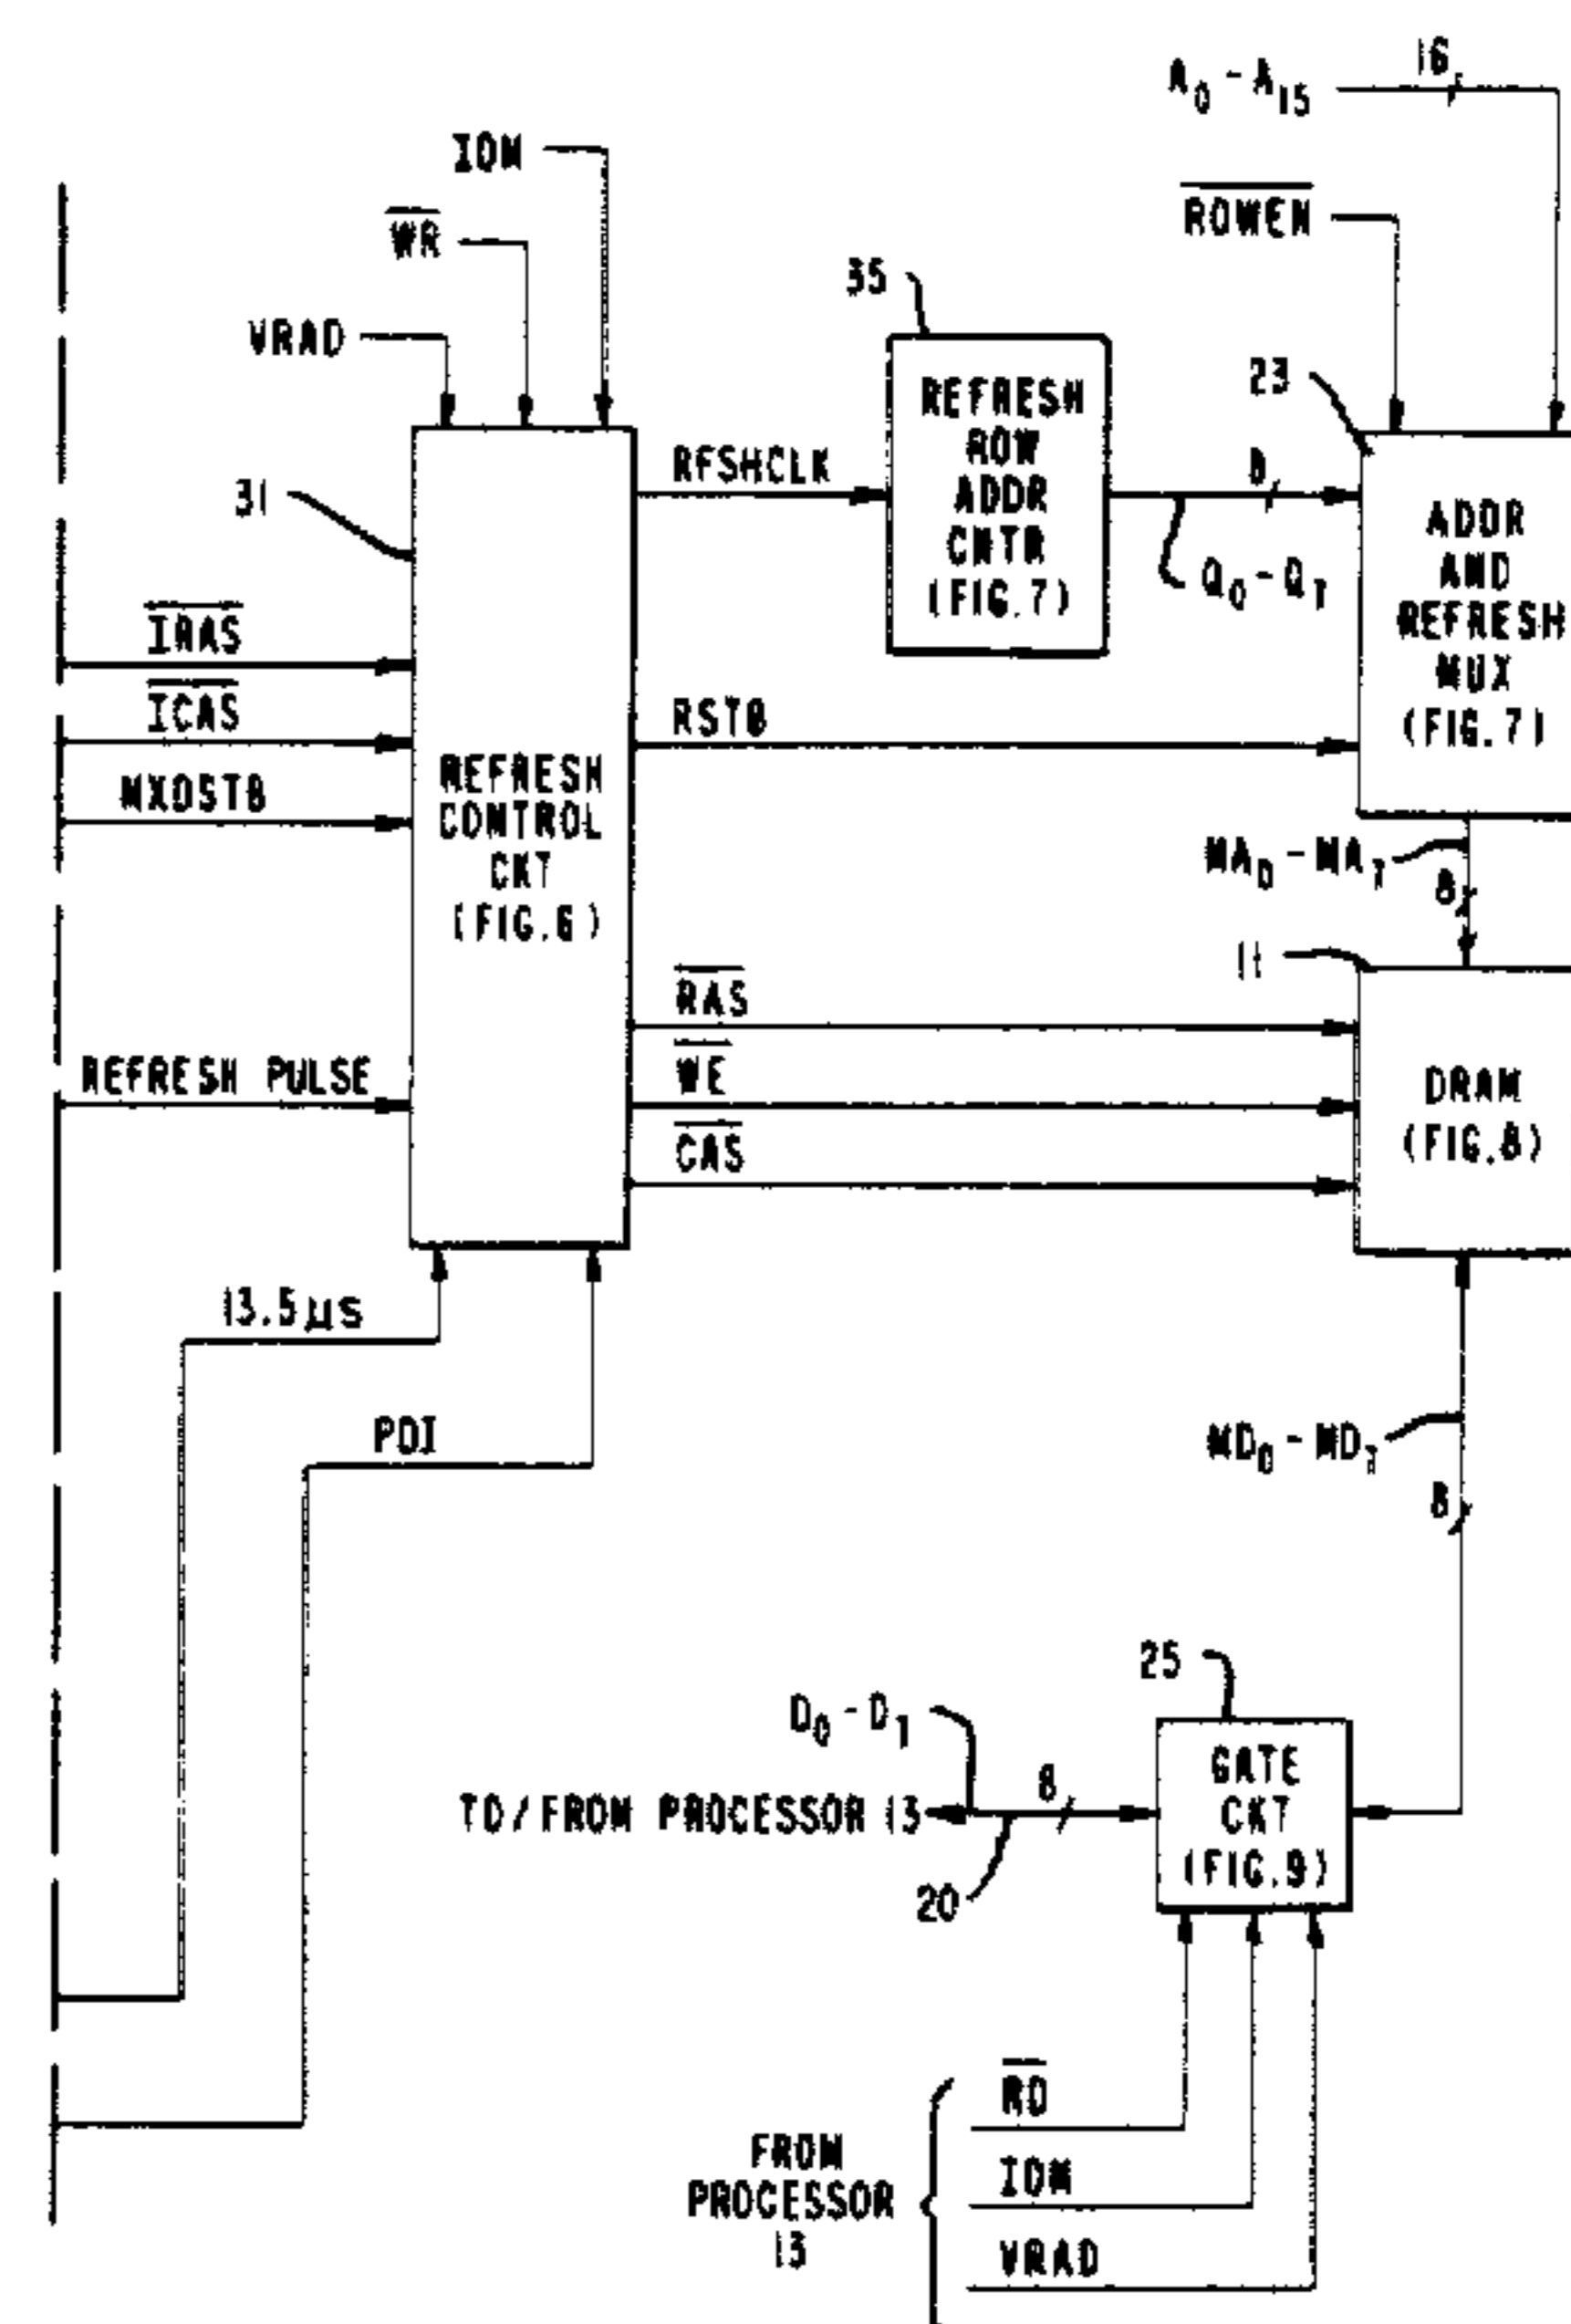 A0 - A15
16
IOM
WR
ROWEN
VRAD
35
23
REFRESH
ROW
ADDR
CNTR
(FIG. 7)
RFSHCLK
8
Q0 - Q7
31
ADDR
AND
REFRESH
MUX
(FIG. 7)
IRAS
ICAS
MXOSTB
RSTB
REFRESH
CONTROL
CKT
(FIG. 6)
MA0 - MA7
8
11
RAS
WE
CAS
REFRESH PULSE
DRAM
(FIG. 8)
13.5µs
PDI
MD0 - MD7
8
25
D0 - D7
TO/FROM PROCESSOR 13
8
GATE
CKT
(FIG. 9)
20
RD
IOM
VRAD
FROM
PROCESSOR
13